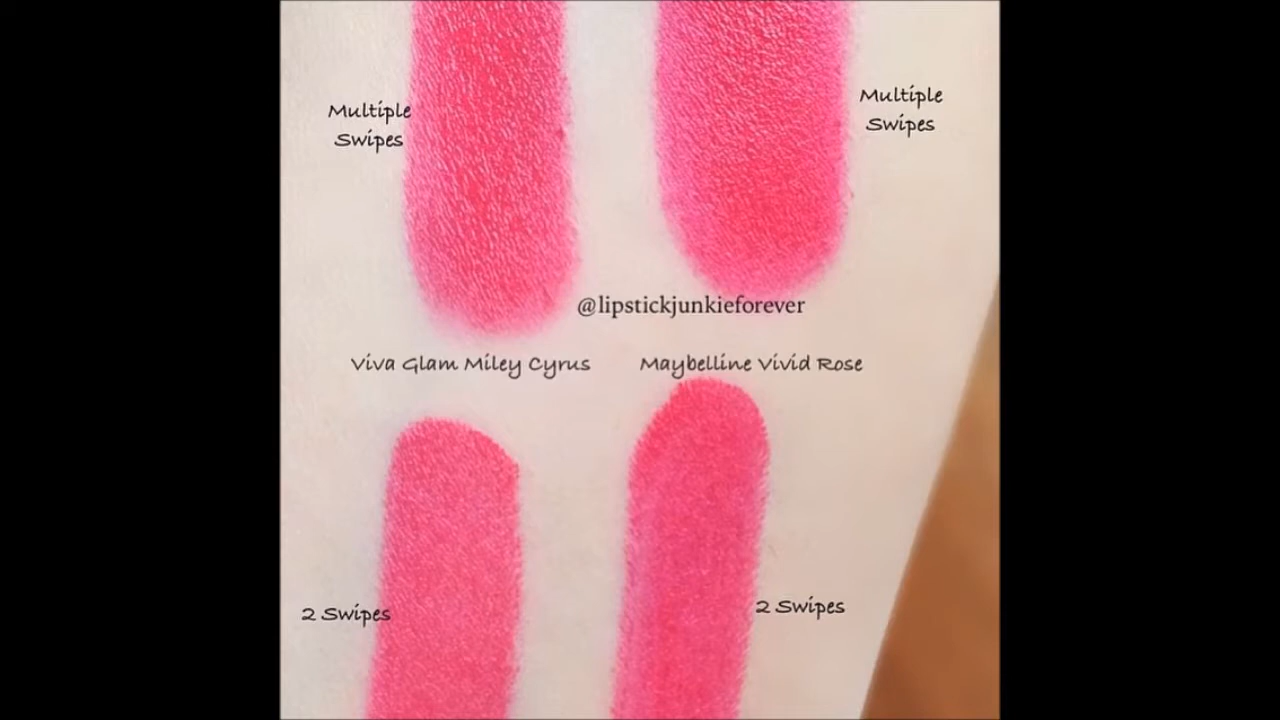 Multiple
Swipes
Multiple
Swipes
@lipstickjunkieforever
Viva Glam Miley Cyrus
Maybelline Vivid Rose
2 Swipes
2 Swipes